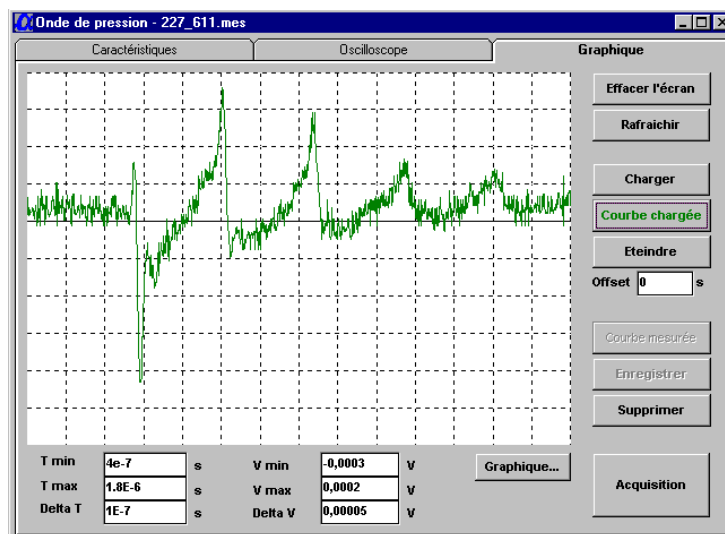 Onde de pression - 227_611.mes
Caractéristiques Oscilloscope Graphique
Effacer l'écran
Rafraichir
Charger
Courbe chargée
Eteindre
Offset 0 s
Courbe mesurée
Enregistrer
Supprimer
T min 4e-7 s V min -0,0003 V Graphique...
T max 1.8E-6 s V max 0,0002 V
Delta T 1E-7 s Delta V 0,00005 V
Acquisition